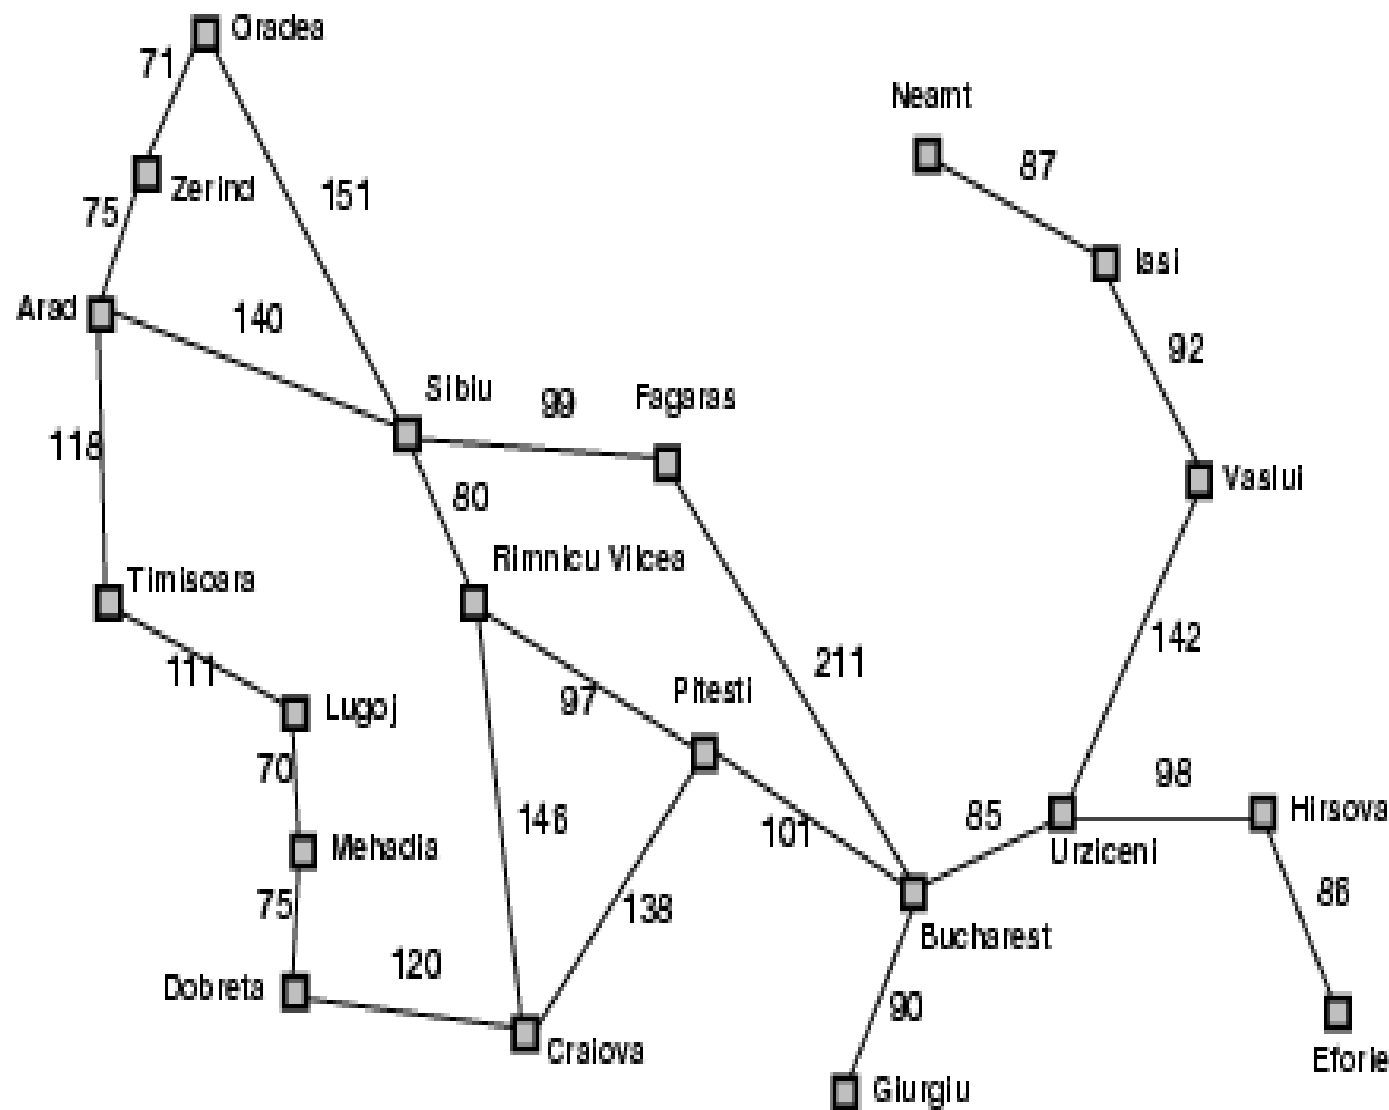 Oradea
71
Neamt
87
Zerind
151
75
Iasi
Arad
140
92
Sibiu
99
Fagaras
118
80
Vaslui
Rimnicu Vilcea
Timisoara
142
111
211
97
Pitesti
Lugoj
70
98
146
101
85
Hirsova
Mehadia
Urziceni
75
138
86
Bucharest
120
Dobreta
90
Craiova
Eforie
Giurgiu